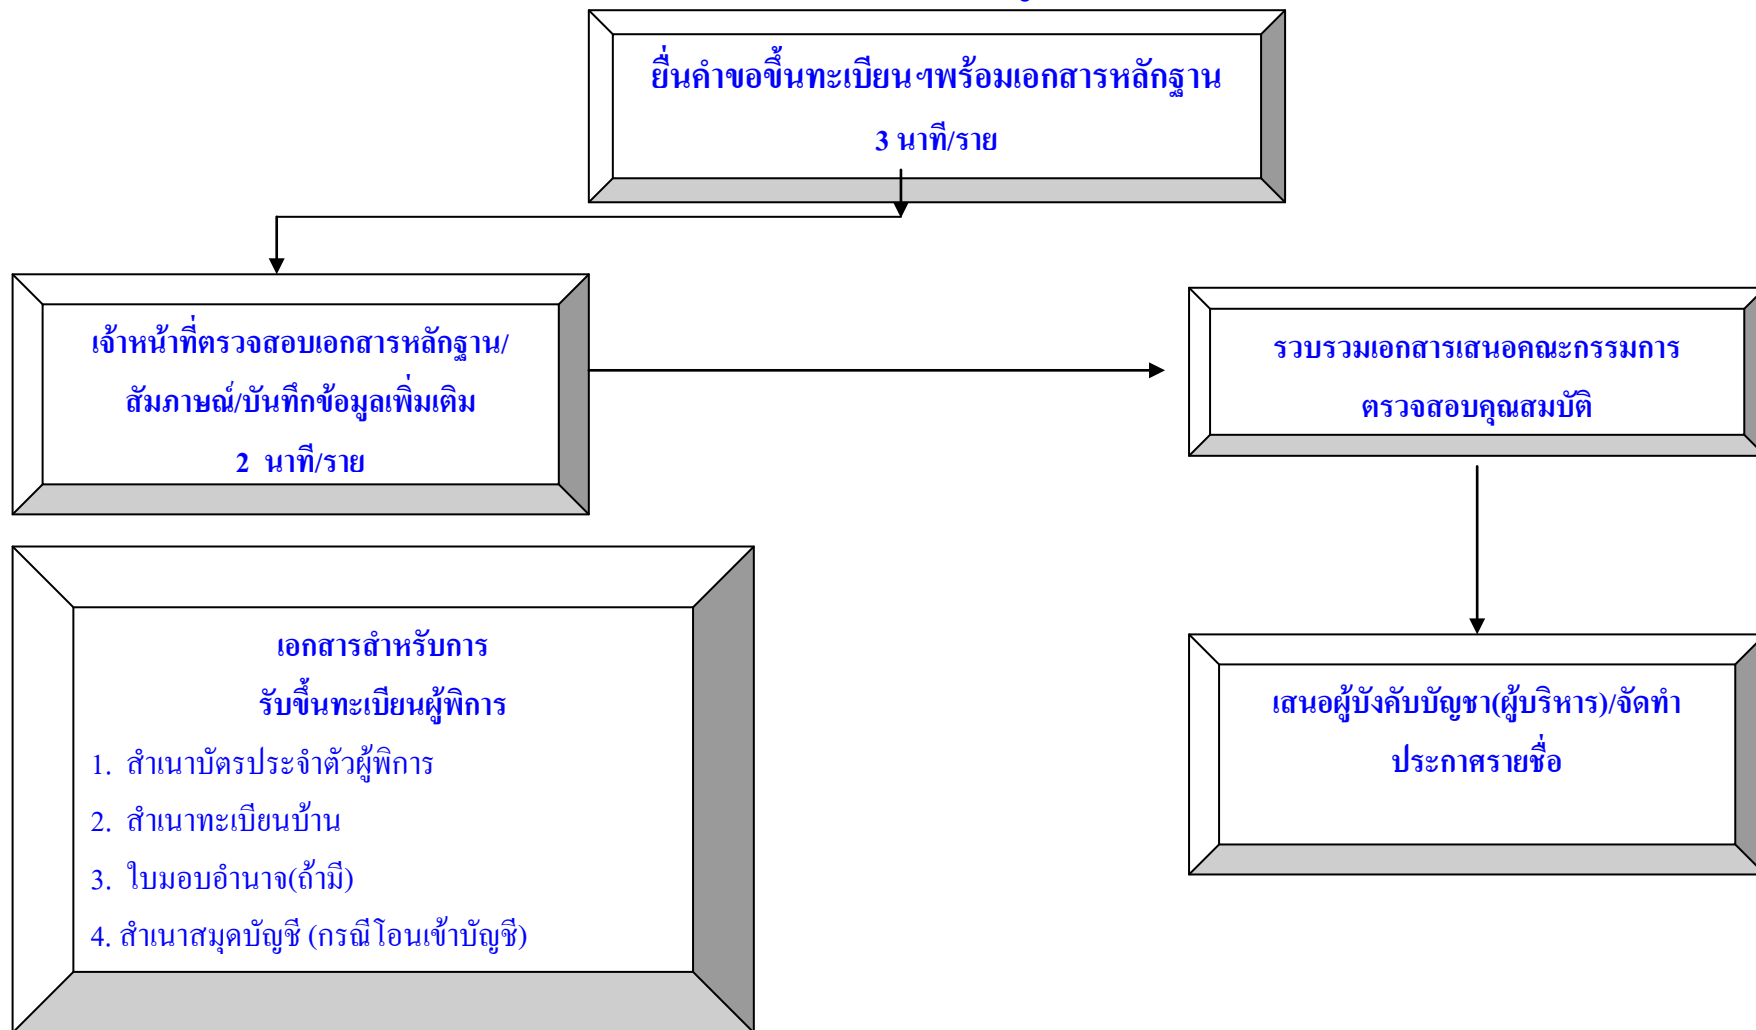 ยื่นคำขอขึ้นทะเบียนฯพร้อมเอกสารหลักฐาน
3 นาที/ราย
เจ้าหน้าที่ตรวจสอบเอกสารหลักฐาน/
สัมภาษณ์/บันทึกข้อมูลเพิ่มเติม
2 นาที/ราย
รวบรวมเอกสารเสนอคณะกรรมการ
ตรวจสอบคุณสมบัติ
เอกสารสำหรับการ
รับขึ้นทะเบียนผู้พิการ
1. สำเนาบัตรประจำตัวผู้พิการ
2. สำเนาทะเบียนบ้าน
3. ใบมอบอำนาจ(ถ้ามี)
4. สำเนาสมุดบัญชี (กรณีโอนเข้าบัญชี)
เสนอผู้บังคับบัญชา(ผู้บริหาร)/จัดทำ
ประกาศรายชื่อ